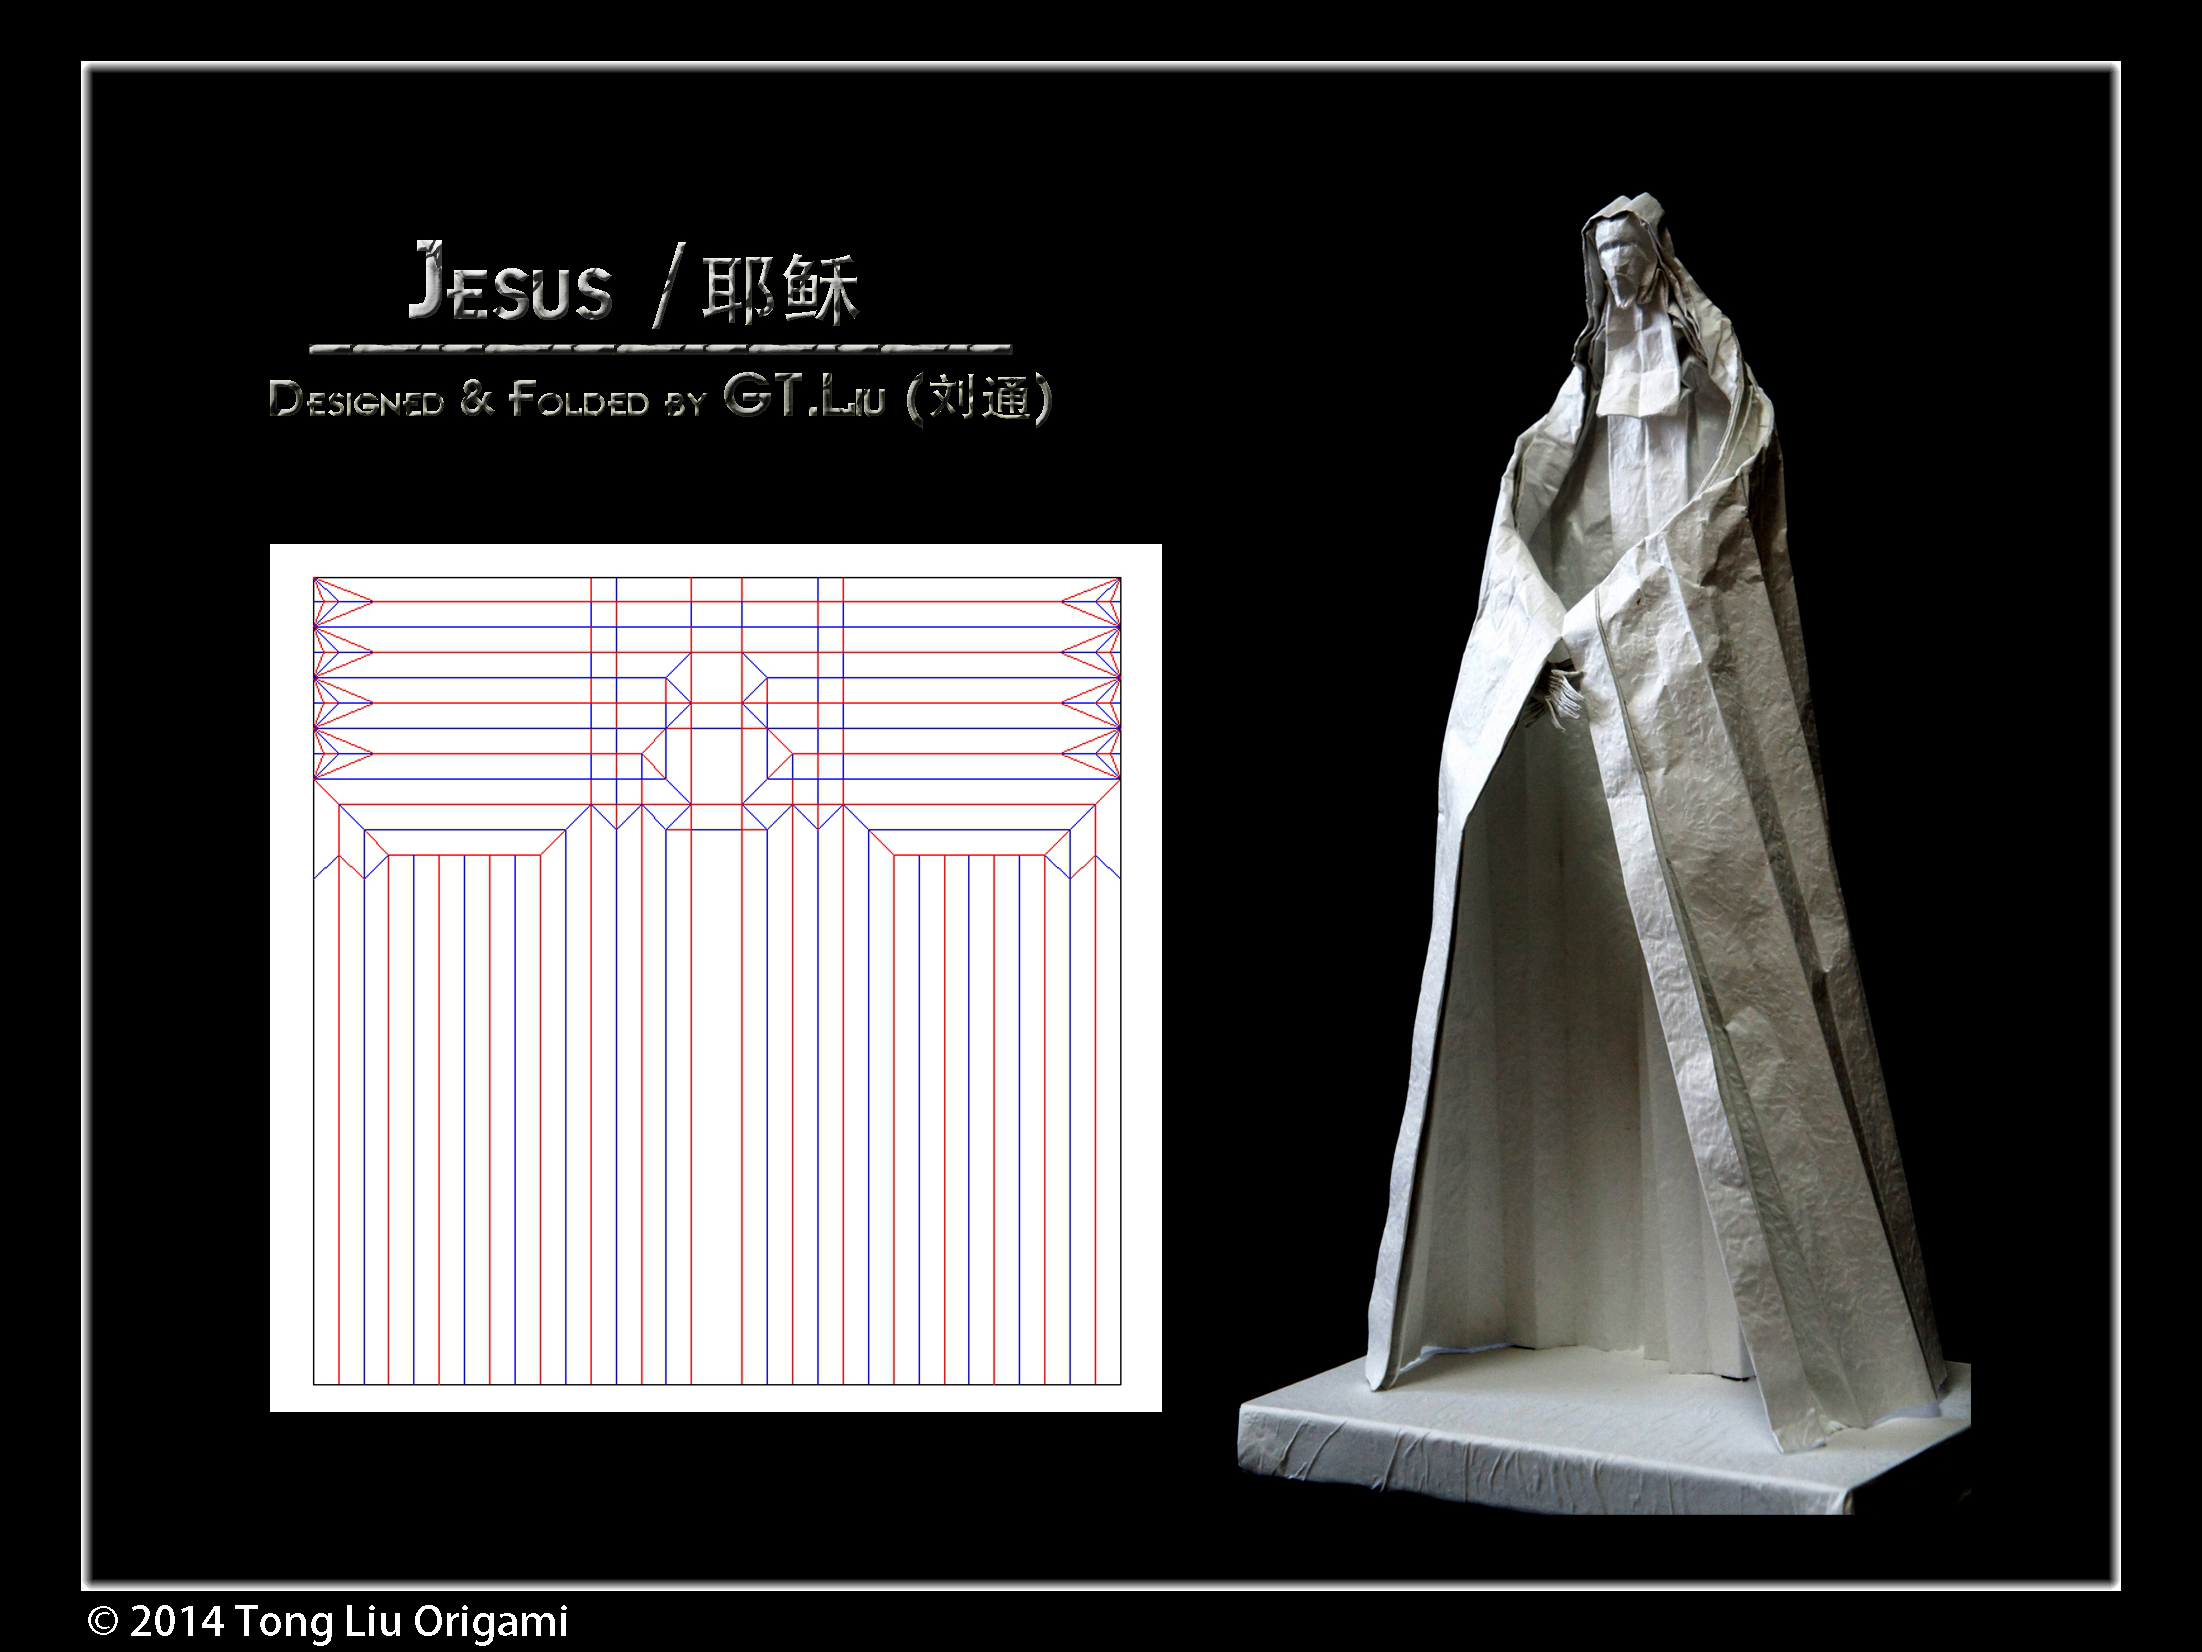 Jesus / 耶稣
Designed & Folded by GT.Liu (刘通)
© 2014 Tong Liu Origami